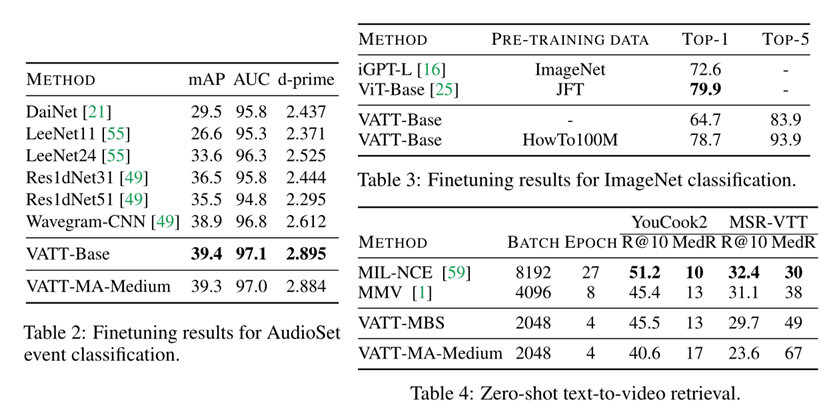 METHOD mAP AUC d-prime
DaiNet [21] 29.5 95.8 2.437
LeeNet11 [55] 26.6 95.3 2.371
LeeNet24 [55] 33.6 96.3 2.525
Res1dNet31 [49] 36.5 95.8 2.444
Res1dNet51 [49] 35.5 94.8 2.295
Wavegram-CNN [49] 38.9 96.8 2.612
VATT-Base 39.4 97.1 2.895
VATT-MA-Medium 39.3 97.0 2.884
Table 2: Finetuning results for AudioSet
event classification.
METHOD PRE-TRAINING DATA TOP-1 TOP-5
iGPT-L [16] ImageNet 72.6 -
ViT-Base [25] JFT 79.9 -
VATT-Base - 64.7 83.9
VATT-Base HowTo100M 78.7 93.9
Table 3: Finetuning results for ImageNet classification.
YouCook2 MSR-VTT
METHOD BATCH EPOCH R@10 MedR R@10 MedR
MIL-NCE [59] 8192 27 51.2 10 32.4 30
MMV [1] 4096 8 45.4 13 31.1 38
VATT-MBS 2048 4 45.5 13 29.7 49
VATT-MA-Medium 2048 4 40.6 17 23.6 67
Table 4: Zero-shot text-to-video retrieval.